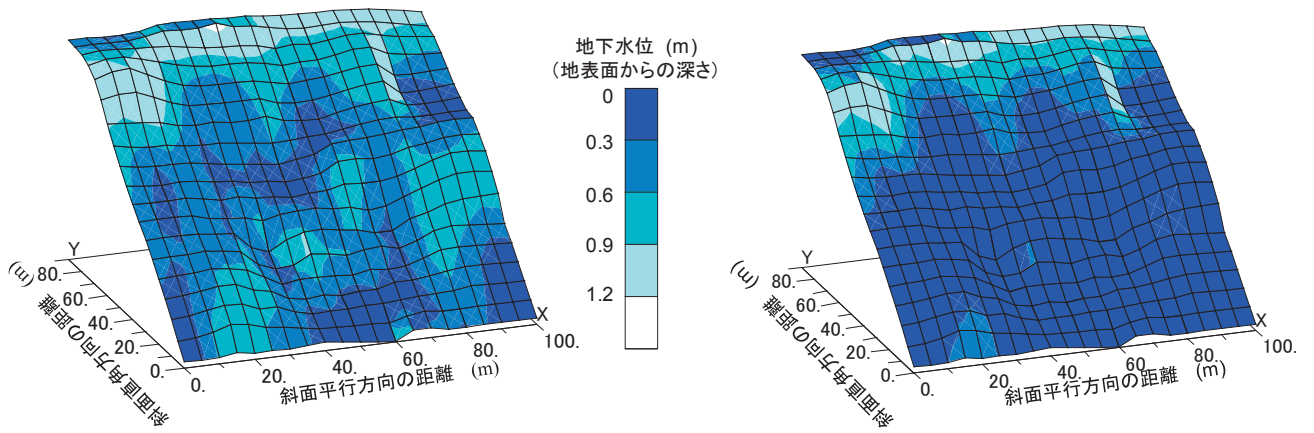 地下水位 (m)
(地表面からの深さ)
0
0.3
0.6
0.9
1.2
Y
(m)
80.
60.
40.
20.
0.
斜面直角方向の距離
0.
20.
40.
60.
80.
100.
X
斜面平行方向の距離 (m)
Y
(m)
80.
60.
40.
20.
0.
斜面直角方向の距離
0.
20.
40.
60.
80.
100.
X
斜面平行方向の距離 (m)